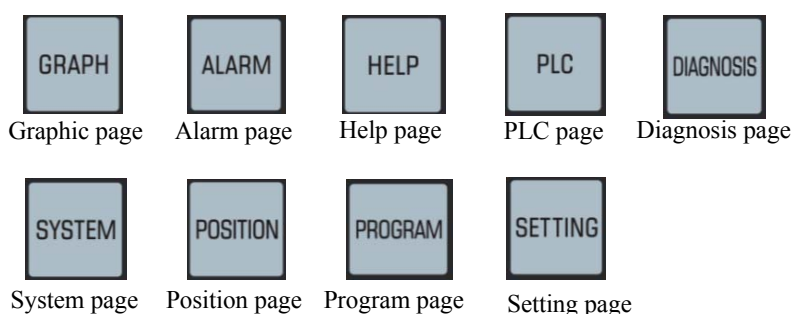 GRAPH ALARM HELP PLC DIAGNOSIS
Graphic page Alarm page Help page PLC page Diagnosis page
SYSTEM POSITION PROGRAM SETTING
System page Position page Program page Setting page